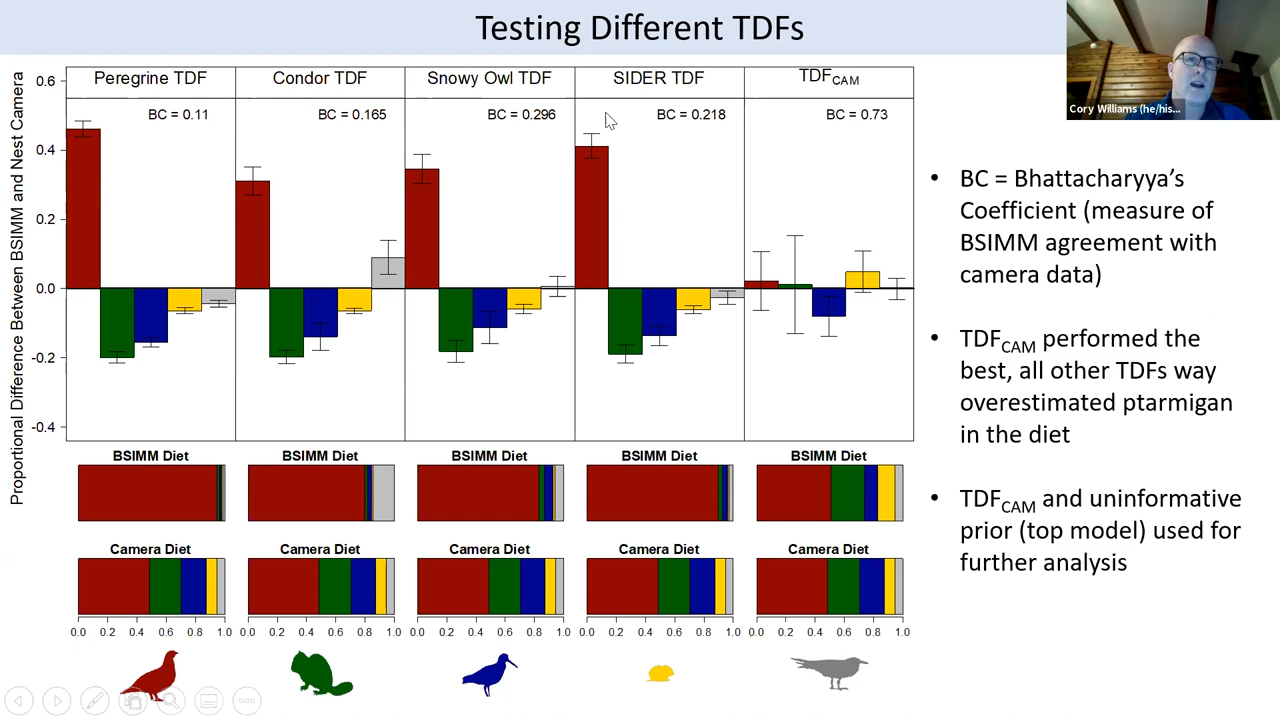 Testing Different TDFs
Cory Williams (he/his...
Proportional Difference Between BSIMM and Nest Camera
0.6
0.4
0.2
0.0
-0.2
-0.4
Peregrine TDF
Condor TDF
Snowy Owl TDF
SIDER TDF
TDFCAM
BC = 0.11
BC = 0.165
BC = 0.296
BC = 0.218
BC = 0.73
BSIMM Diet
BSIMM Diet
BSIMM Diet
BSIMM Diet
BSIMM Diet
Camera Diet
Camera Diet
Camera Diet
Camera Diet
Camera Diet
0.0 0.2 0.4 0.6 0.8 1.0
0.0 0.2 0.4 0.6 0.8 1.0
0.0 0.2 0.4 0.6 0.8 1.0
0.0 0.2 0.4 0.6 0.8 1.0
0.0 0.2 0.4 0.6 0.8 1.0
• BC = Bhattacharyya’s
Coefficient (measure of
BSIMM agreement with
camera data)
• TDFCAM performed the
best, all other TDFs way
overestimated ptarmigan
in the diet
• TDFCAM and uninformative
prior (top model) used for
further analysis